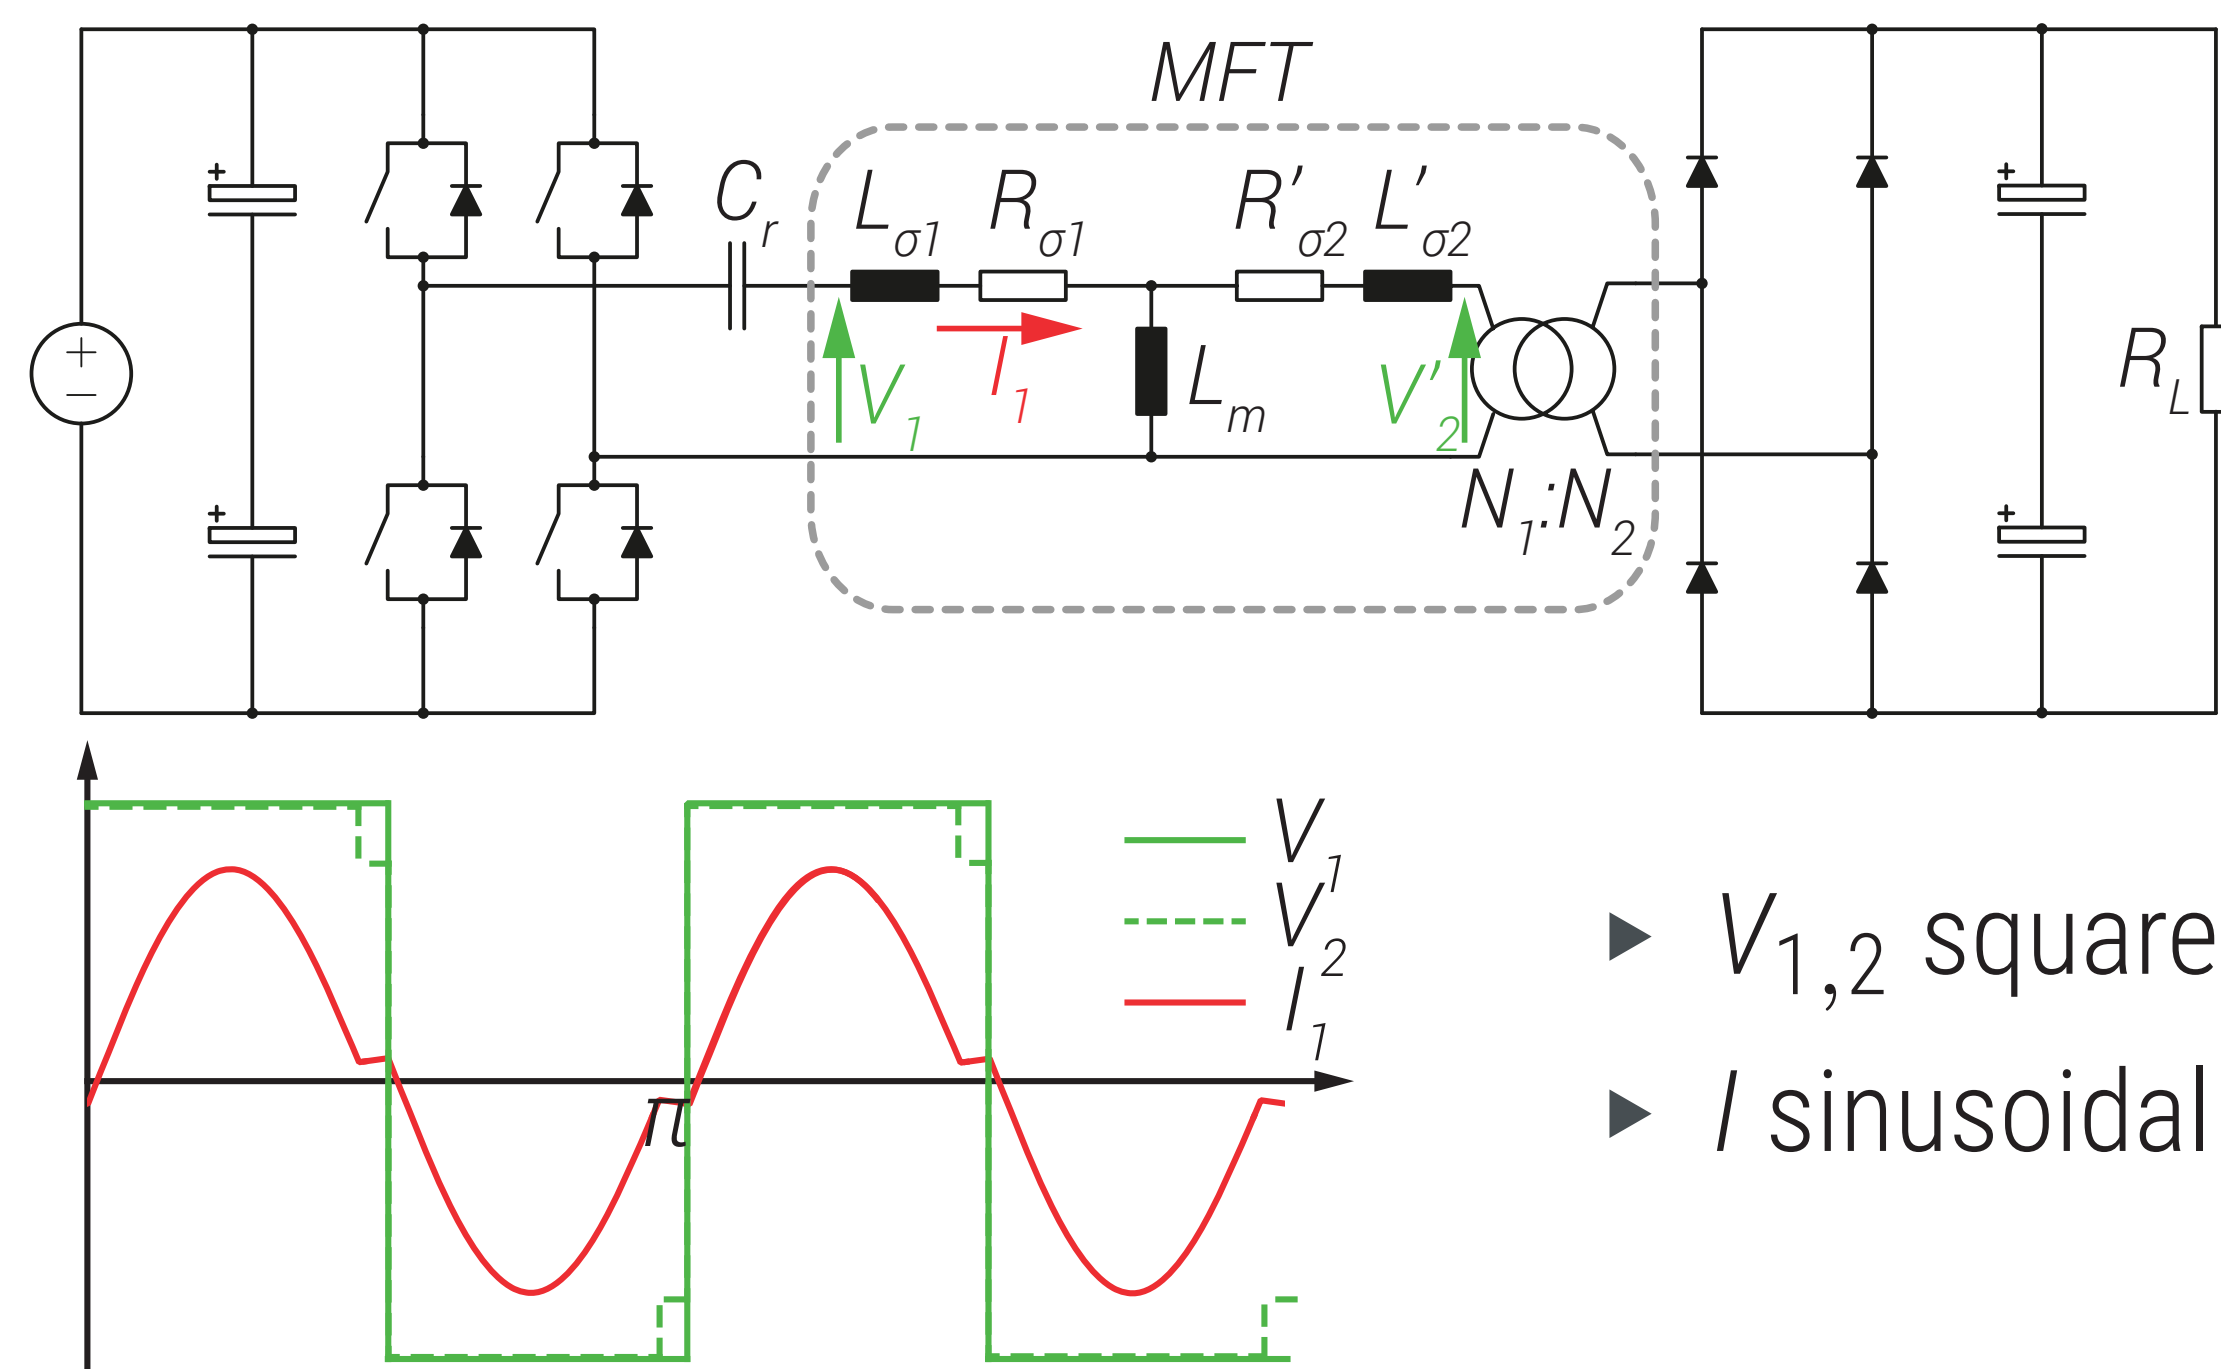 MFT
C_r
L_σ1
R_σ1
R'_σ2
L'_σ2
+
+
+
+
+
−
V_1
I_1
L_m
V'_2
N_1:N_2
R_L
π
V_1
V_2
I_1
V_1,2 square
I sinusoidal